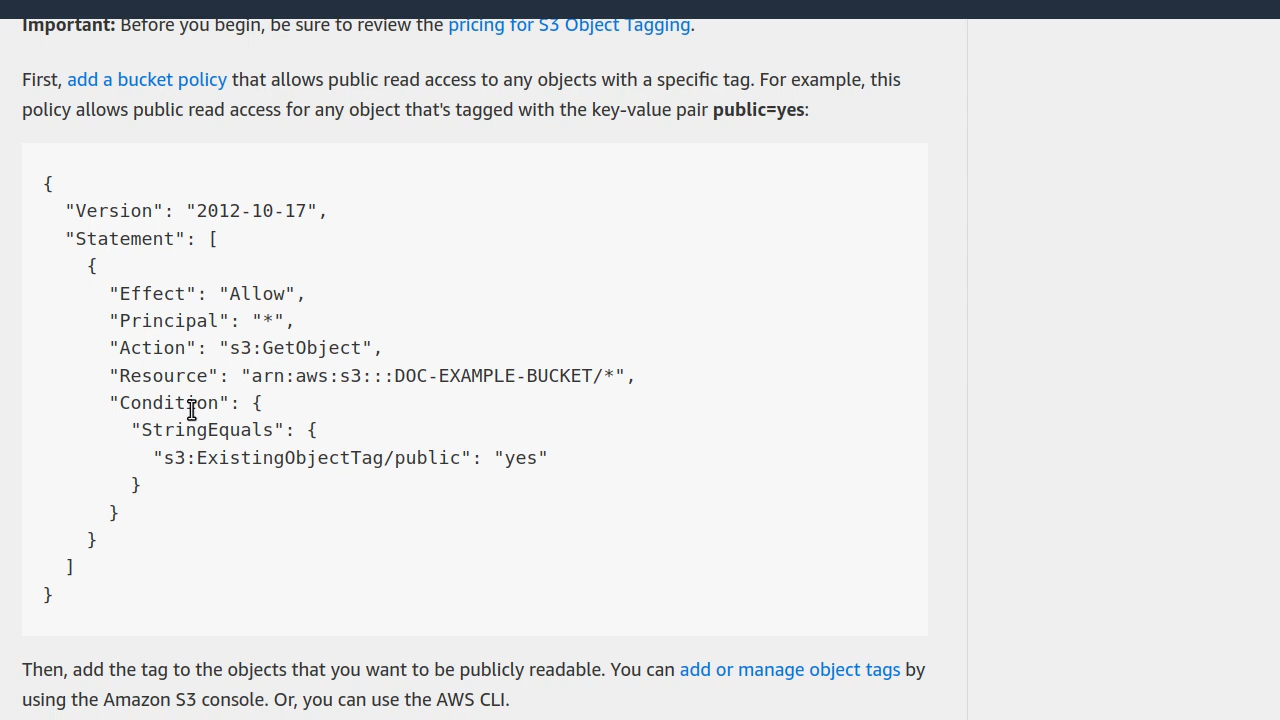 Important: Before you begin, be sure to review the pricing for S3 Object Tagging.
First, add a bucket policy that allows public read access to any objects with a specific tag. For example, this
policy allows public read access for any object that's tagged with the key-value pair public=yes:
{
  "Version": "2012-10-17",
  "Statement": [
    {
      "Effect": "Allow",
      "Principal": "*",
      "Action": "s3:GetObject",
      "Resource": "arn:aws:s3:::DOC-EXAMPLE-BUCKET/*",
      "Condition": {
        "StringEquals": {
          "s3:ExistingObjectTag/public": "yes"
        }
      }
    }
  ]
}
Then, add the tag to the objects that you want to be publicly readable. You can add or manage object tags by
using the Amazon S3 console. Or, you can use the AWS CLI.